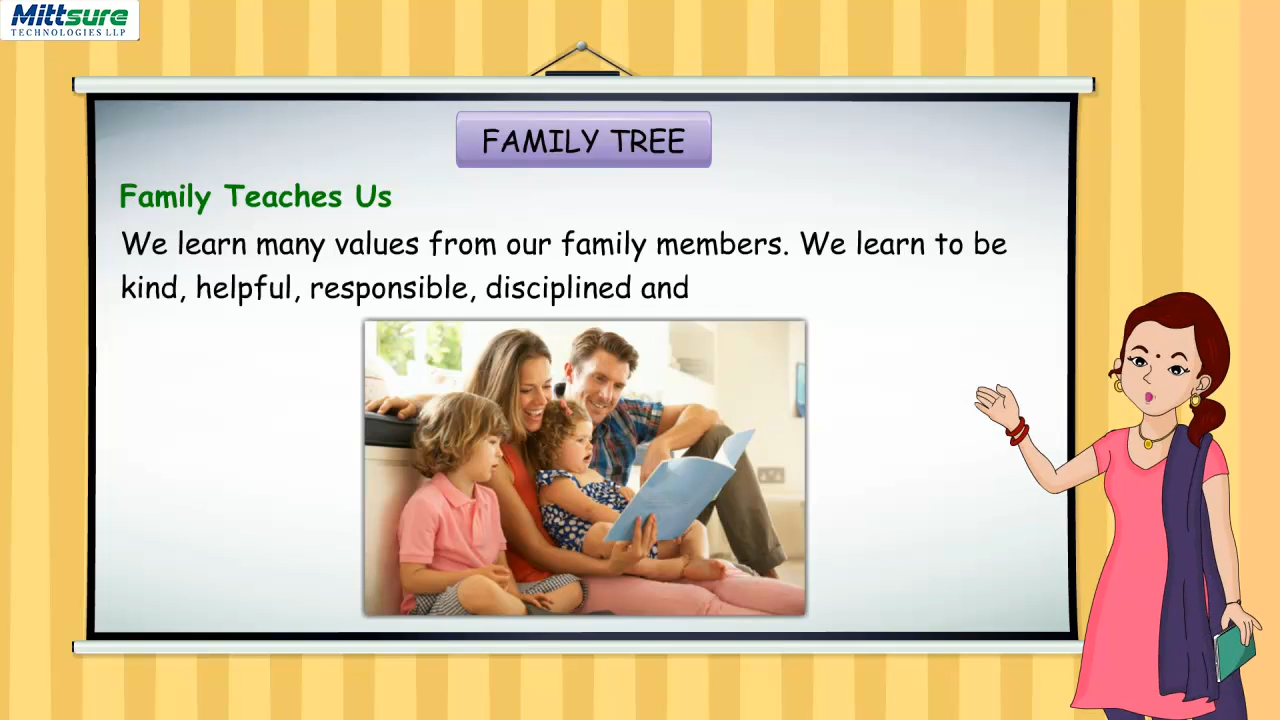 Mittsure
TECHNOLOGIES LLP
FAMILY TREE
Family Teaches Us
We learn many values from our family members. We learn to be
kind, helpful, responsible, disciplined and